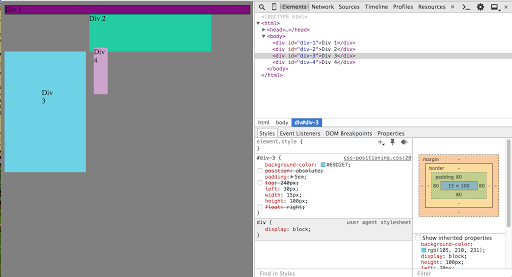 Div 1
Div 2
Div
4
Div
3
Elements Network Sources Timeline Profiles Resources »
<!DOCTYPE html>
▼<html>
▶<head>…</head>
▼<body>
<div id="div-1">Div 1</div>
<div id="div-2">Div 2</div>
<div id="div-3">Div 3</div>
<div id="div-4">Div 4</div>
</body>
</html>
html body div#div-3
Styles Event Listeners DOM Breakpoints Properties
element.style {
}
#div-3 { css-positioning.css:28
background-color: #69D2E7;
position: absolute;
padding:▶5em;
top: 240px;
left: 30px;
width: 15px;
height: 100px;
float: right;
}
div { user agent stylesheet
display: block;
}
margin -
border -
padding 80
- - 80 13 × 100 80 - -
80
-
-
Show inherited properties
background-color:
rgb(105, 210, 231);
display: block;
height: 100px;
left: 30px;
Find in Styles
Filter